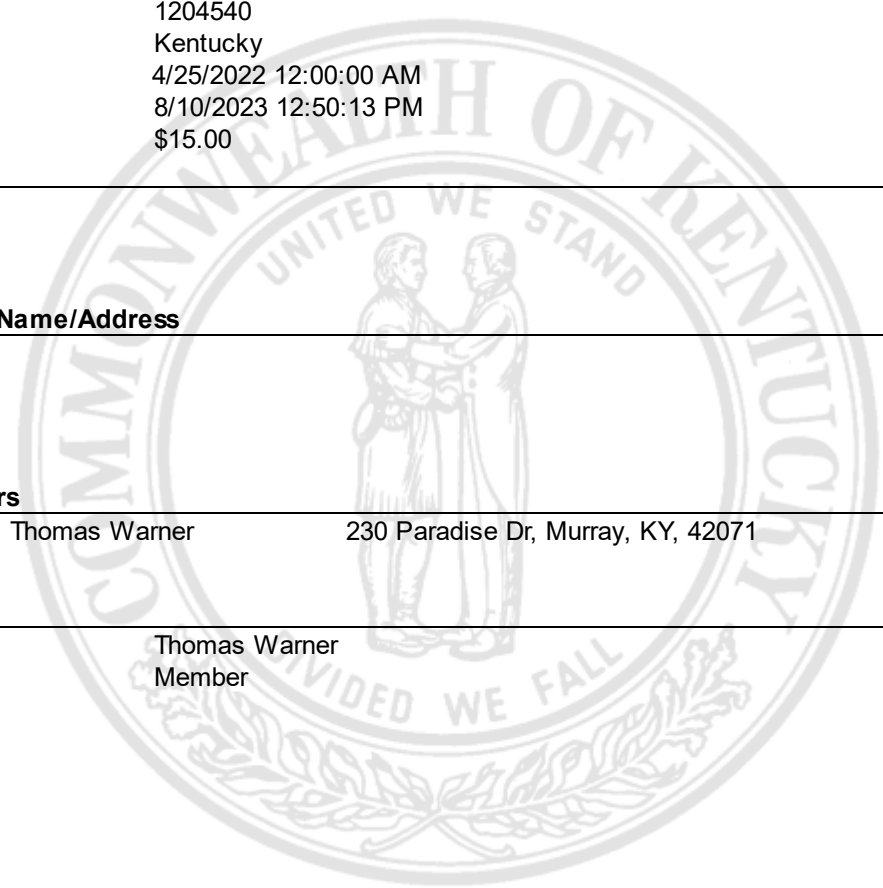 1204540
Kentucky
4/25/2022 12:00:00 AM
8/10/2023 12:50:13 PM
$15.00
COMMONWEALTH OF KENTUCKY
UNITED WE STAND
Name/Address
rs
Thomas Warner 230 Paradise Dr, Murray, KY, 42071
Thomas Warner
Member
DIVIDED WE FALL